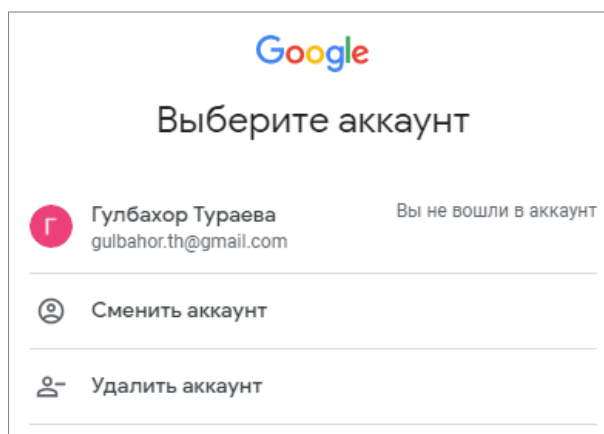 Google
Выберите аккаунт
Г
Гулбахор Тураева
Вы не вошли в аккаунт
gulbahor.th@gmail.com
Сменить аккаунт
Удалить аккаунт